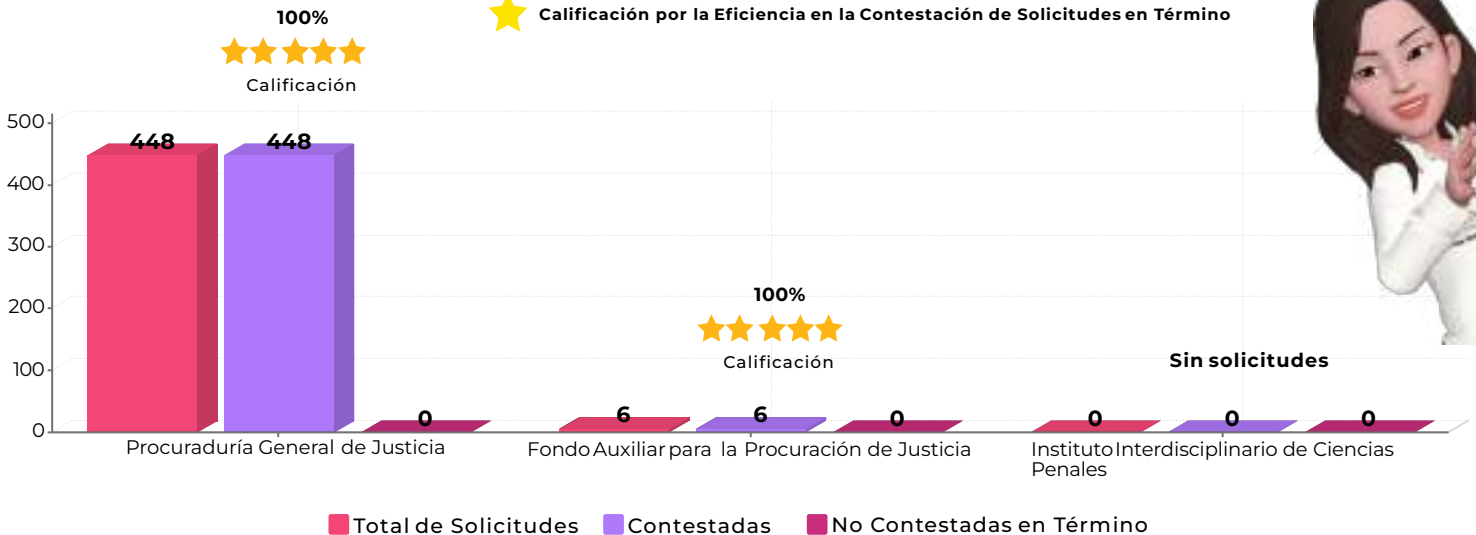 100%
Calificación por la Eficiencia en la Contestación de Solicitudes en Término
Calificación
500
448
448
400
300
200
100%
Calificación
100
Sin solicitudes
0
0
6
6
0
0
0
0
Procuraduría General de Justicia
Fondo Auxiliar para la Procuración de Justicia
Instituto Interdisciplinario de Ciencias
Penales
Total de Solicitudes
Contestadas
No Contestadas en Término